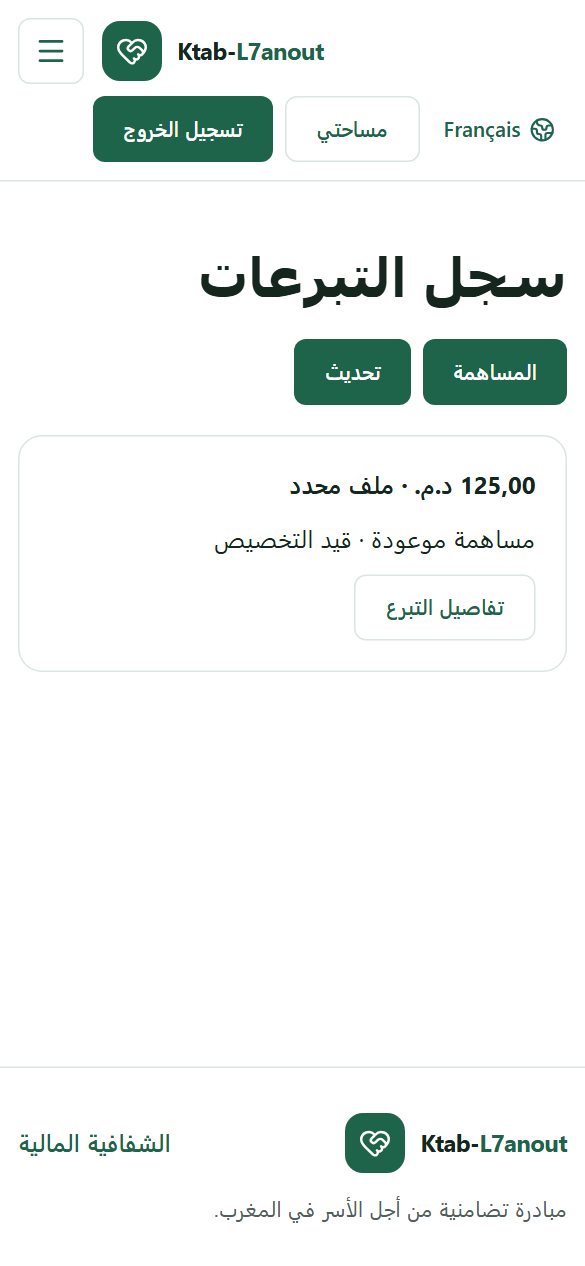 Ktab-L7anout
Français مساحتي تسجيل الخروج
سجل التبرعات
المساهمة تحديث
125,00 د.م. · ملف محدد
مساهمة موعودة · قيد التخصيص
تفاصيل التبرع
Ktab-L7anout الشفافية المالية
مبادرة تضامنية من أجل الأسر في المغرب.